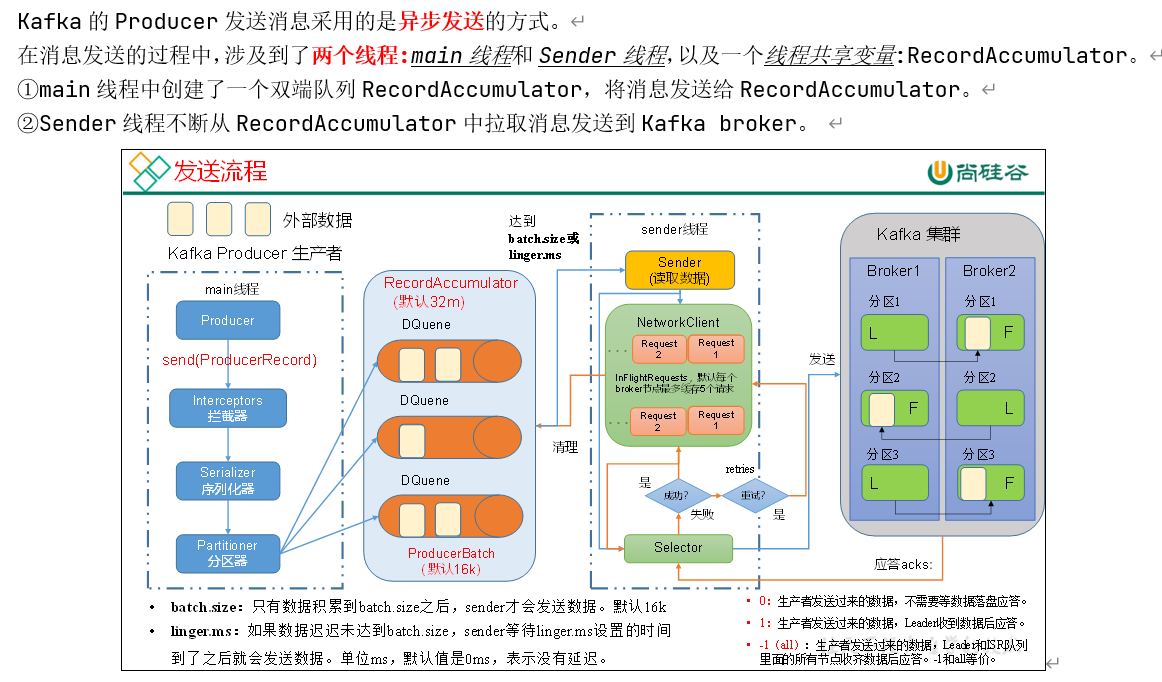 Kafka 的 Producer 发送消息采用的是异步发送的方式。
在消息发送的过程中,涉及到了两个线程:main 线程和 Sender 线程,以及一个线程共享变量:RecordAccumulator。
①main 线程中创建了一个双端队列 RecordAccumulator，将消息发送给 RecordAccumulator。
②Sender 线程不断从 RecordAccumulator 中拉取消息发送到 Kafka broker。
发送流程
尚硅谷
外部数据
Kafka Producer 生产者
main线程
Producer
send(ProducerRecord)
Interceptors
拦截器
Serializer
序列化器
Partitioner
分区器
RecordAccumulator
(默认32m)
DQuene
DQuene
DQuene
ProducerBatch
(默认16k)
达到
batch.size或
linger.ms
清理
sender线程
Sender
(读取数据)
NetworkClient
···· Request 2 Request 1
InFlightRequests，默认每个
broker节点最多缓存5个请求
···· Request 2 Request 1
是
成功?
失败
retries
重试?
是
Selector
发送
应答acks:
Kafka 集群
Broker1
分区1
L
分区2
F
分区3
L
Broker2
分区1
F
分区2
L
分区3
F
• batch.size：只有数据积累到batch.size之后，sender才会发送数据。默认16k
• linger.ms：如果数据迟迟未达到batch.size，sender等待linger.ms设置的时间
到了之后就会发送数据。单位ms，默认值是0ms，表示没有延迟。
• 0：生产者发送过来的数据，不需要等数据落盘应答。
• 1：生产者发送过来的数据，Leader收到数据后应答。
• -1（all）：生产者发送过来的数据，Leader和ISR队列
里面的所有节点收齐数据后应答。-1和all等价。